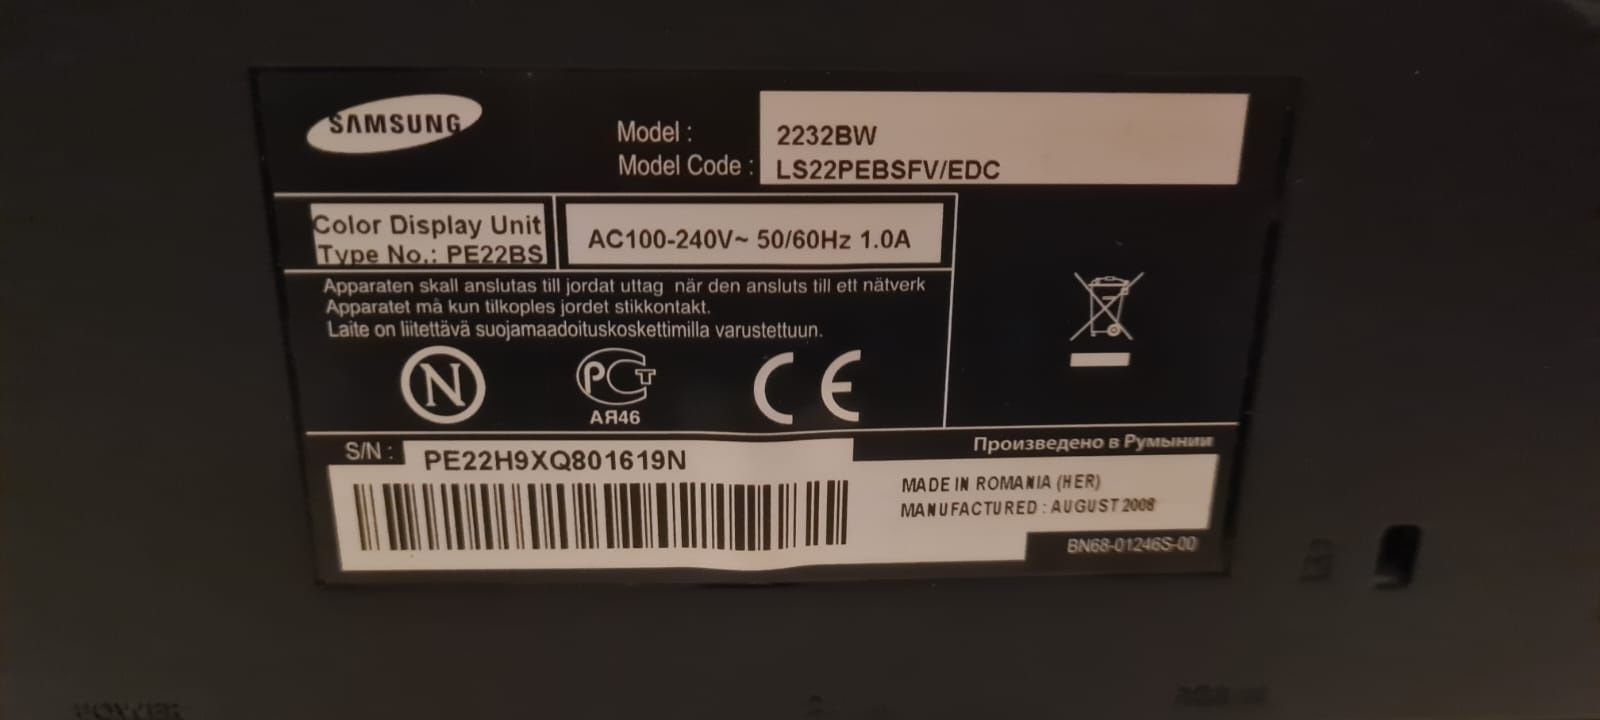 SAMSUNG
Model : 2232BW
Model Code : LS22PEBSFV/EDC
Color Display Unit
Type No.: PE22BS
AC100-240V~ 50/60Hz 1.0A
Apparaten skall anslutas till jordat uttag när den ansluts till ett nätverk
Apparatet må kun tilkoples jordet stikkontakt.
Laite on liitettävä suojamaadoituskoskettimilla varustettuun.
N
РСТ
АЯ46
CE
S/N : PE22H9XQ801619N
Произведено в Румынии
MADE IN ROMANIA (HER)
MANUFACTURED : AUGUST 2008
BN68-01246S-00
POWER